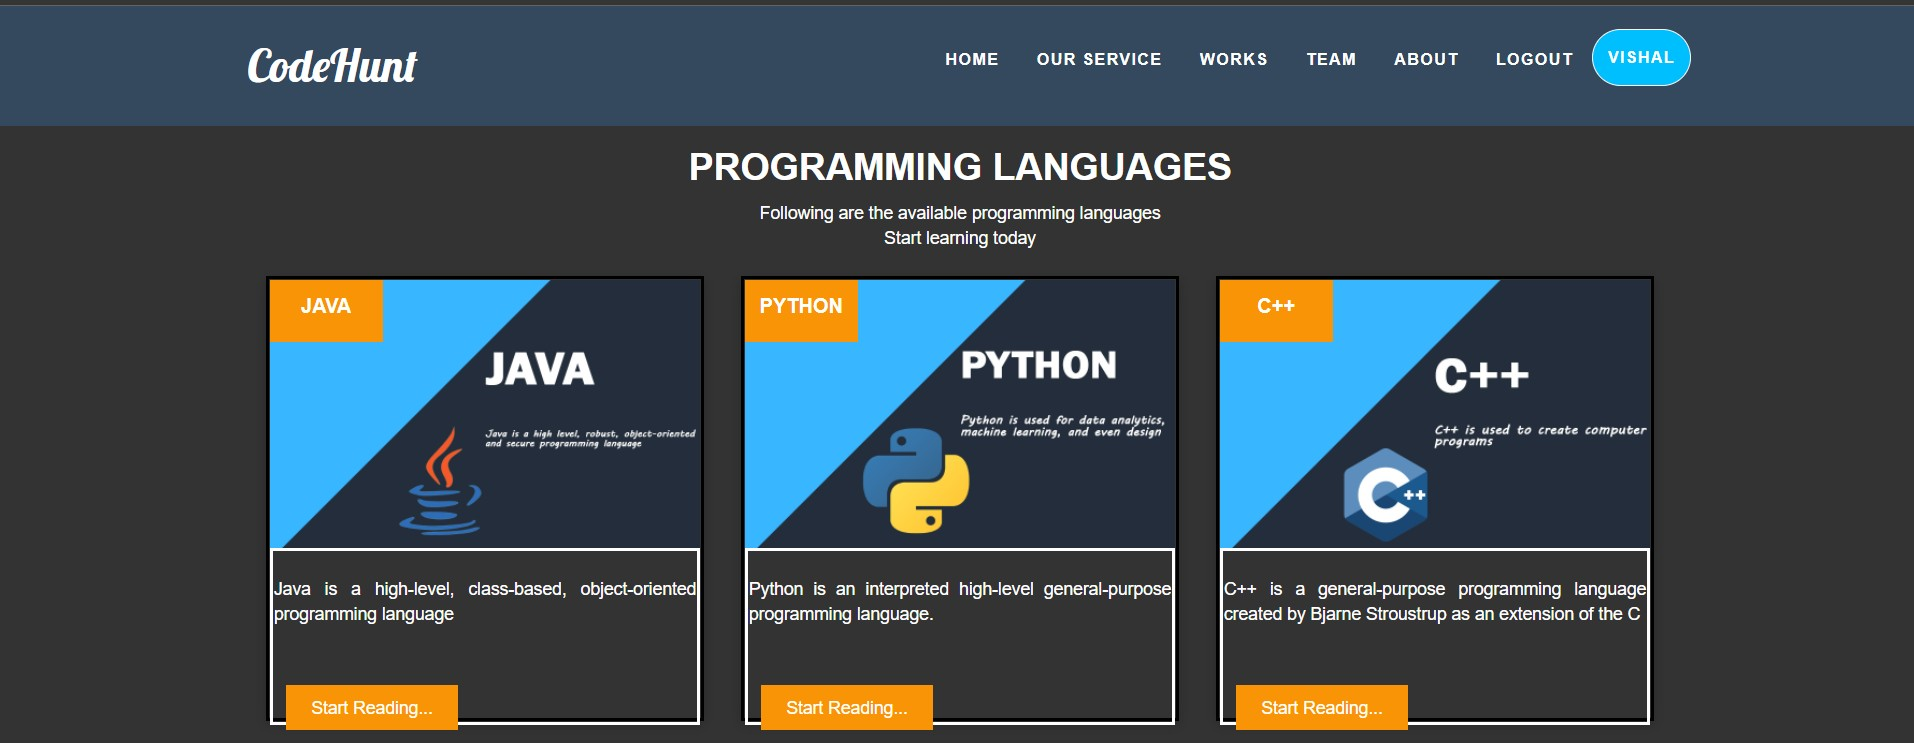 CodeHunt
HOME OUR SERVICE WORKS TEAM ABOUT LOGOUT VISHAL
PROGRAMMING LANGUAGES
Following are the available programming languages
Start learning today
JAVA
JAVA
Java is a high level, robust, object-oriented
and secure programming language
Java is a high-level, class-based, object-oriented
programming language
Start Reading...
PYTHON
PYTHON
Python is used for data analytics,
machine learning, and even design
Python is an interpreted high-level general-purpose
programming language.
Start Reading...
C++
C++
C++ is used to create computer
programs
C++
C++ is a general-purpose programming language
created by Bjarne Stroustrup as an extension of the C
Start Reading...